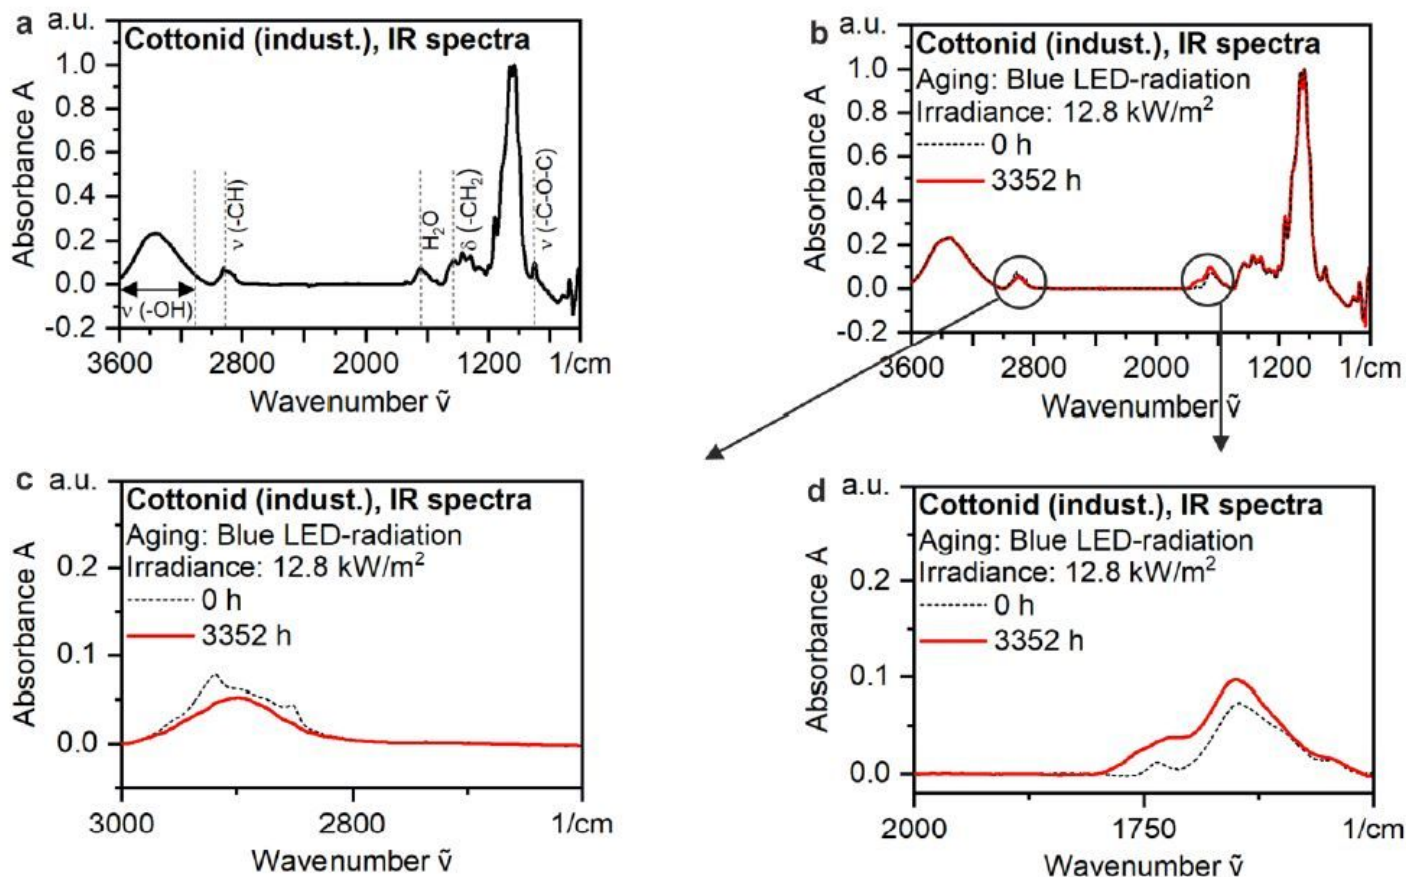 a
a.u.
Cottonid (indust.), IR spectra
1.0
0.8
0.6
0.4
0.2
0.0
-0.2
Absorbance A
ν (-OH)
ν (-CH)
H₂O
δ (-CH₂)
ν (-C-O-C)
3600 2800 2000 1200 1/cm
Wavenumber ṽ
b
a.u.
Cottonid (indust.), IR spectra
Aging: Blue LED-radiation
Irradiance: 12.8 kW/m²
0 h
3352 h
1.0
0.8
0.6
0.4
0.2
0.0
-0.2
Absorbance A
3600 2800 2000 1200 1/cm
Wavenumber ṽ
c
a.u.
Cottonid (indust.), IR spectra
Aging: Blue LED-radiation
Irradiance: 12.8 kW/m²
0 h
3352 h
0.2
0.1
0.0
Absorbance A
3000 2800 1/cm
Wavenumber ṽ
d
a.u.
Cottonid (indust.), IR spectra
Aging: Blue LED-radiation
Irradiance: 12.8 kW/m²
0 h
3352 h
0.2
0.1
0.0
Absorbance A
2000 1750 1/cm
Wavenumber ṽ